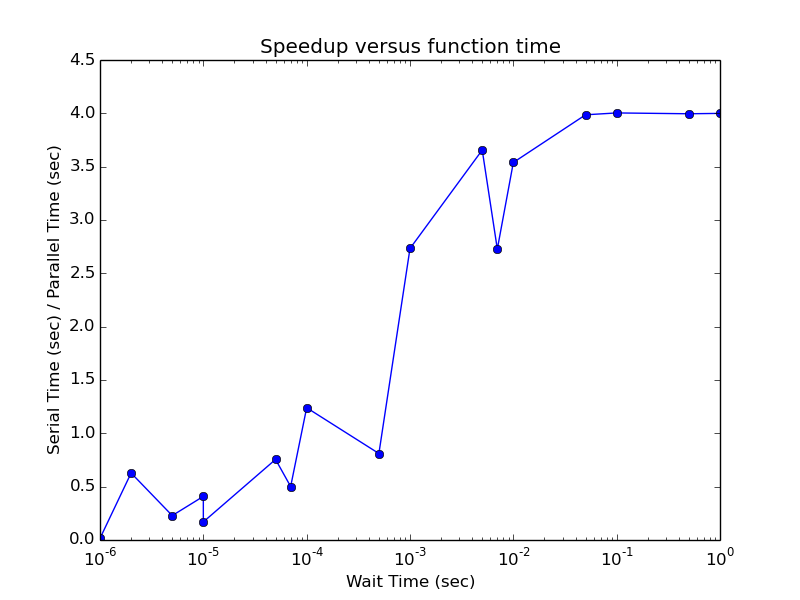 Speedup versus function time
Serial Time (sec) / Parallel Time (sec)
4.5
4.0
3.5
3.0
2.5
2.0
1.5
1.0
0.5
0.0
10^-6 10^-5 10^-4 10^-3 10^-2 10^-1 10^0
Wait Time (sec)